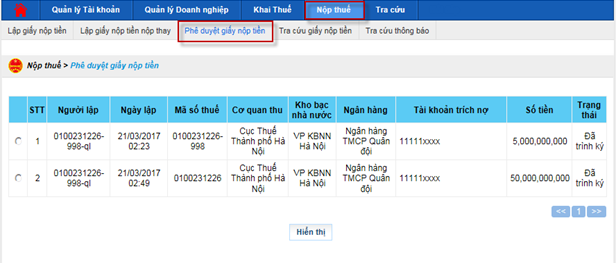 Quản lý Tài khoản Quản lý Doanh nghiệp Khai Thuế Nộp thuế Tra cứu
Lập giấy nộp tiền Lập giấy nộp tiền nộp thay Phê duyệt giấy nộp tiền Tra cứu giấy nộp tiền Tra cứu thông báo
Nộp thuế > Phê duyệt giấy nộp tiền
STT Người lập Ngày lập Mã số thuế Cơ quan thu Kho bạc nhà nước Ngân hàng Tài khoản trích nợ Số tiền Trạng thái
1 0100231226-998-ql 21/03/2017 02:23 0100231226-998 Cục Thuế Thành phố Hà Nội VP KBNN Hà Nội Ngân hàng TMCP Quân đội 11111xxxx 5,000,000,000 Đã trình ký
2 0100231226-998-ql 21/03/2017 02:49 0100231226 Cục Thuế Thành phố Hà Nội VP KBNN Hà Nội Ngân hàng TMCP Quân đội 11111xxxx 50,000,000,000 Đã trình ký
<< 1 >>
Hiển thị